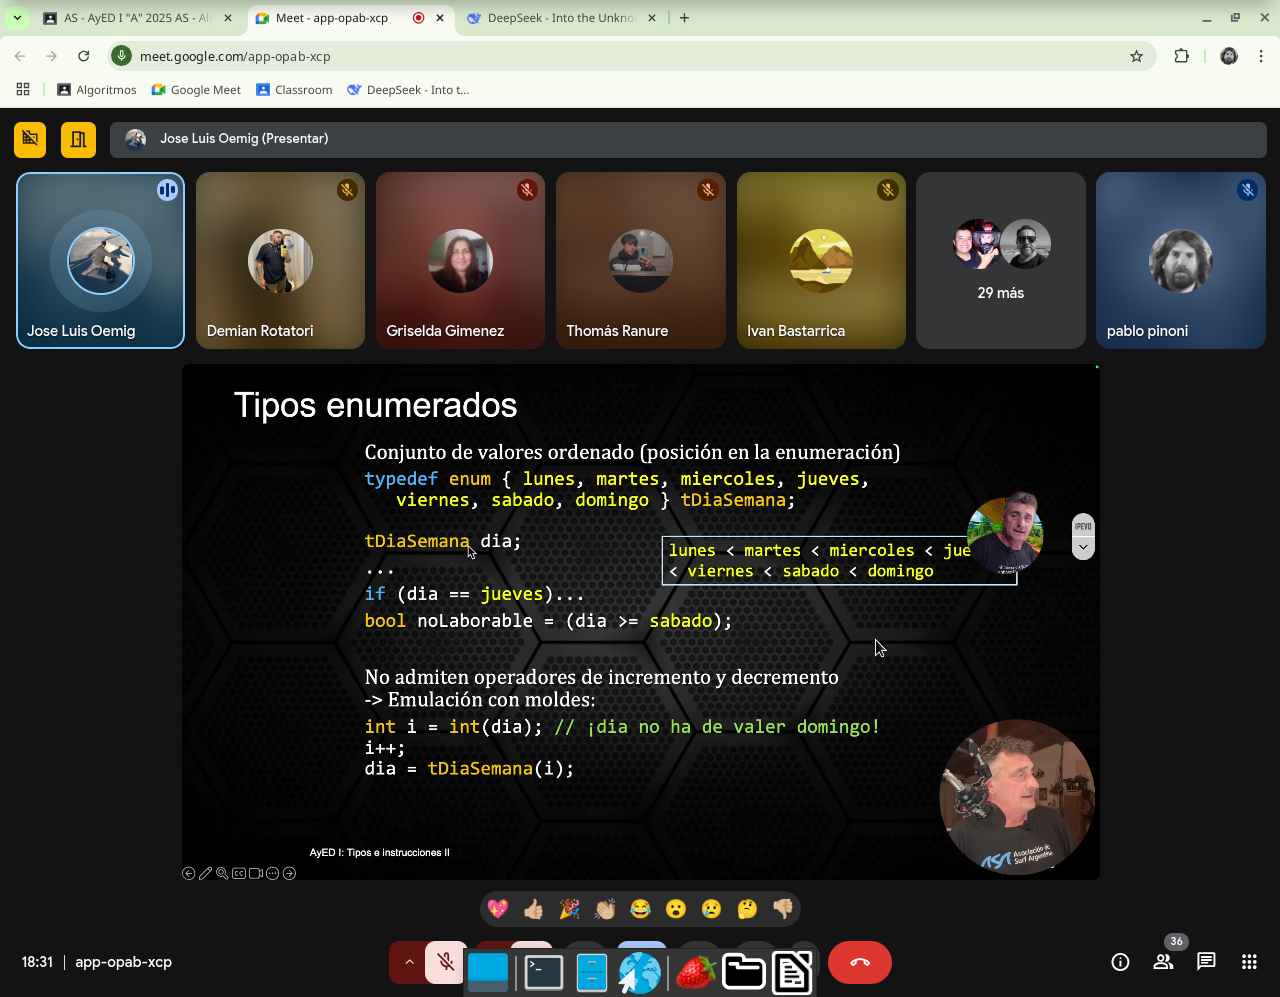 AS - AyED I "A" 2025 AS - Al
Meet - app-opab-xcp
DeepSeek - Into the Unkno
meet.google.com/app-opab-xcp
Algoritmos
Google Meet
Classroom
DeepSeek - Into t...
Jose Luis Oemig (Presentar)
Jose Luis Oemig
Demian Rotatori
Griselda Gimenez
Thomás Ranure
Ivan Bastarrica
29 más
pablo pinoni
Tipos enumerados
Conjunto de valores ordenado (posición en la enumeración)
typedef enum { lunes, martes, miercoles, jueves,
viernes, sabado, domingo } tDiaSemana;
tDiaSemana dia;
...
if (dia == jueves)...
bool noLaborable = (dia >= sabado);
lunes < martes < miercoles < jue
< viernes < sabado < domingo
IPEVO
No admiten operadores de incremento y decremento
-> Emulación con moldes:
int i = int(dia); // ¡dia no ha de valer domingo!
i++;
dia = tDiaSemana(i);
Asociación de
Surf Argentina
AyED I: Tipos e instrucciones II
18:31 | app-opab-xcp
36